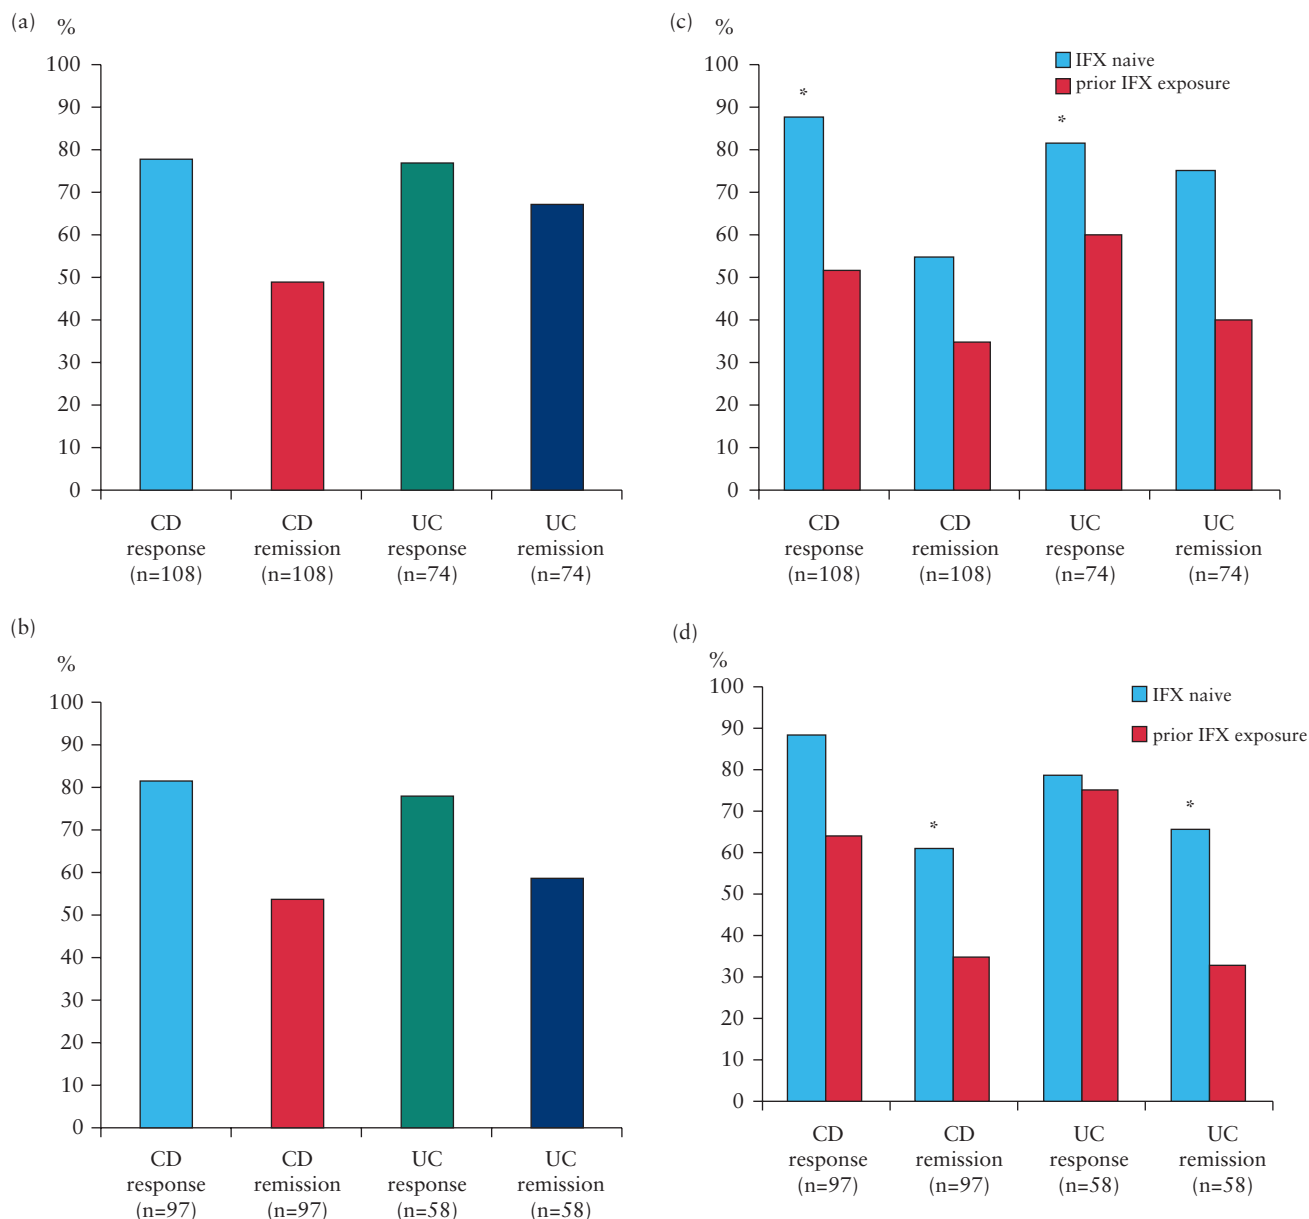 (a)
%
100
90
80
70
60
50
40
30
20
10
0
CD
response
(n=108)
CD
remission
(n=108)
UC
response
(n=74)
UC
remission
(n=74)
(c)
%
IFX naive
prior IFX exposure
100
90
80
70
60
50
40
30
20
10
0
*
*
CD
response
(n=108)
CD
remission
(n=108)
UC
response
(n=74)
UC
remission
(n=74)
(b)
%
100
90
80
70
60
50
40
30
20
10
0
CD
response
(n=97)
CD
remission
(n=97)
UC
response
(n=58)
UC
remission
(n=58)
(d)
%
IFX naive
prior IFX exposure
100
90
80
70
60
50
40
30
20
10
0
*
*
CD
response
(n=97)
CD
remission
(n=97)
UC
response
(n=58)
UC
remission
(n=58)